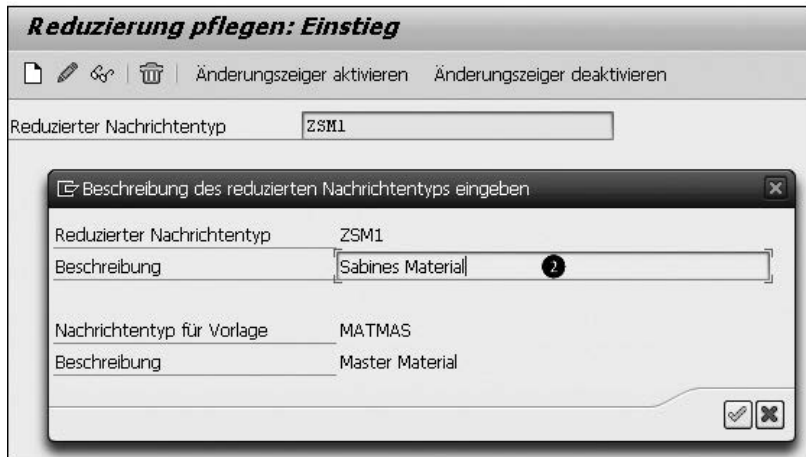 Reduzierung pflegen: Einstieg
Änderungszeiger aktivieren Änderungszeiger deaktivieren
Reduzierter Nachrichtentyp ZSM1
Beschreibung des reduzierten Nachrichtentyps eingeben
Reduzierter Nachrichtentyp ZSM1
Beschreibung Sabines Material 2
Nachrichtentyp für Vorlage MATMAS
Beschreibung Master Material